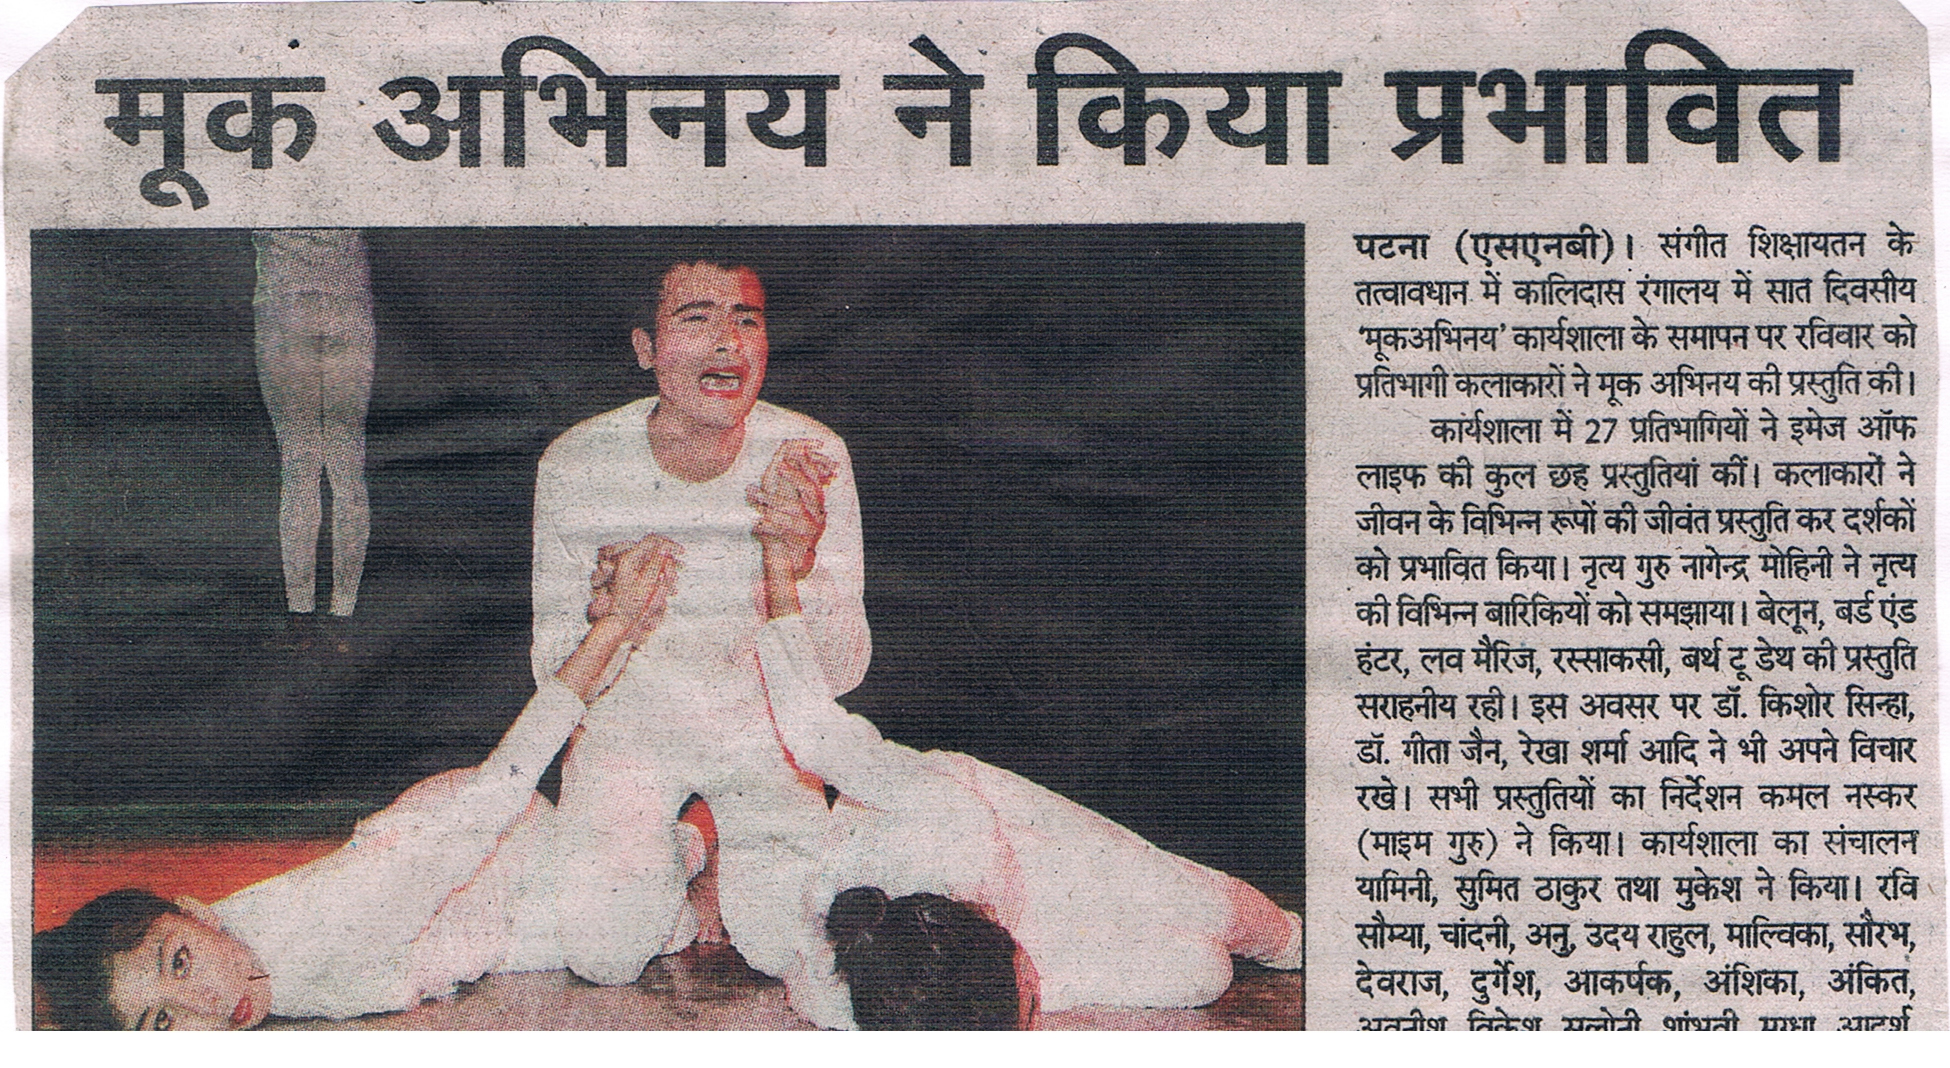 मूक अभिनय ने किया प्रभावित
पटना (एसएनबी)। संगीत शिक्षायतन के
तत्वावधान में कालिदास रंगालय में सात दिवसीय
'मूकअभिनय' कार्यशाला के समापन पर रविवार को
प्रतिभागी कलाकारों ने मूक अभिनय की प्रस्तुति की।
कार्यशाला में 27 प्रतिभागियों ने इमेज ऑफ
लाइफ की कुल छह प्रस्तुतियां कीं। कलाकारों ने
जीवन के विभिन्न रूपों की जीवंत प्रस्तुति कर दर्शकों
को प्रभावित किया। नृत्य गुरु नागेन्द्र मोहिनी ने नृत्य
की विभिन्न बारिकियों को समझाया। बेलून, बर्ड एंड
हंटर, लव मैरिज, रस्साकसी, बर्थ टू डेथ की प्रस्तुति
सराहनीय रही। इस अवसर पर डॉ. किशोर सिन्हा,
डॉ. गीता जैन, रेखा शर्मा आदि ने भी अपने विचार
रखे। सभी प्रस्तुतियों का निर्देशन कमल नस्कर
(माइम गुरु) ने किया। कार्यशाला का संचालन
यामिनी, सुमित ठाकुर तथा मुकेश ने किया। रवि
सौम्या, चांदनी, अनु, उदय राहुल, माल्विका, सौरभ,
देवराज, दुर्गेश, आकर्षक, अंशिका, अंकित,